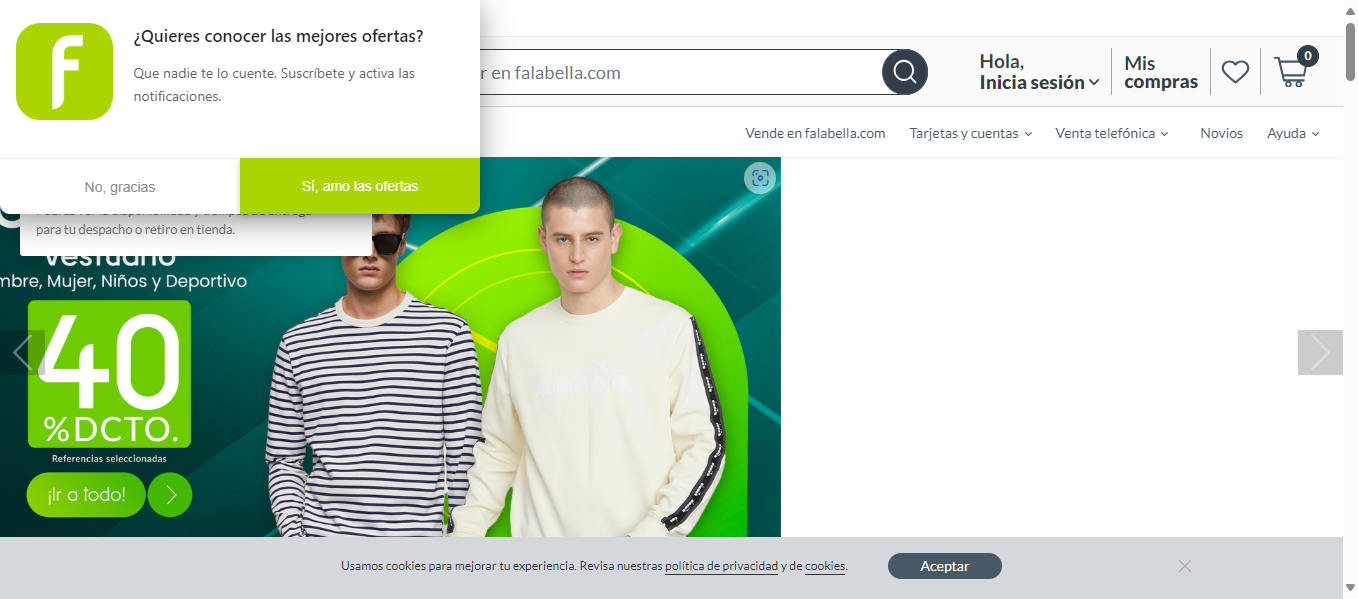 f
¿Quieres conocer las mejores ofertas?
Que nadie te lo cuente. Suscríbete y activa las
notificaciones.
No, gracias
Sí, amo las ofertas
en falabella.com
Hola,
Inicia sesión
Mis
compras
0
Vende en falabella.com
Tarjetas y cuentas
Venta telefónica
Novios
Ayuda
para tu despacho o retiro en tienda.
Vestuario
mbre, Mujer, Niños y Deportivo
40
%DCTO.
Referencias seleccionadas
¡Ir a todo!
Usamos cookies para mejorar tu experiencia. Revisa nuestras política de privacidad y de cookies.
Aceptar